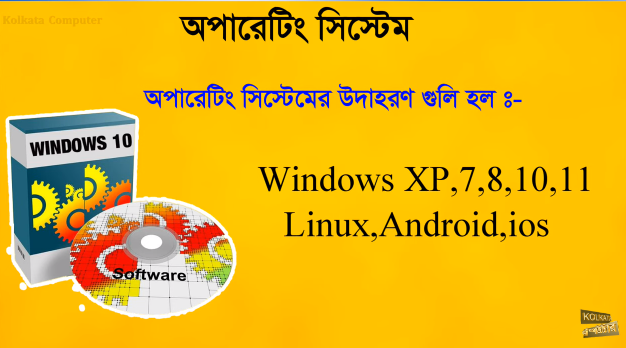 Kolkata Computer
অপারেটিং সিস্টেম
অপারেটিং সিস্টেমের উদাহরণ গুলি হল ঃ-
WINDOWS 10
Windows XP,7,8,10,11
Linux,Android,ios
Software
KOLKATA